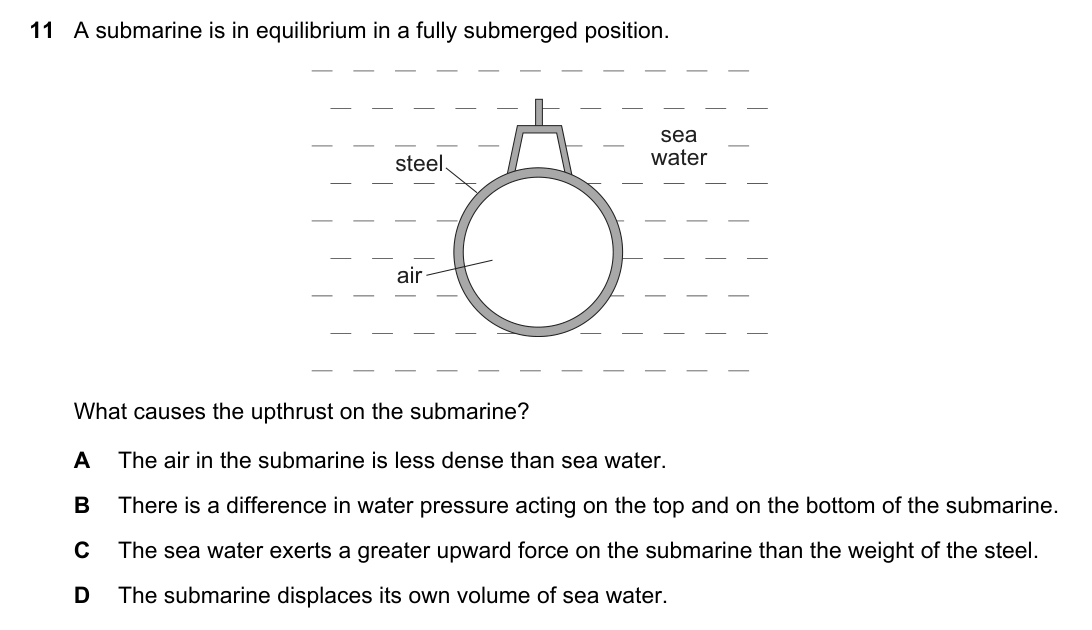 11 A submarine is in equilibrium in a fully submerged position.
sea
water
steel
air
What causes the upthrust on the submarine?
A The air in the submarine is less dense than sea water.
B There is a difference in water pressure acting on the top and on the bottom of the submarine.
C The sea water exerts a greater upward force on the submarine than the weight of the steel.
D The submarine displaces its own volume of sea water.